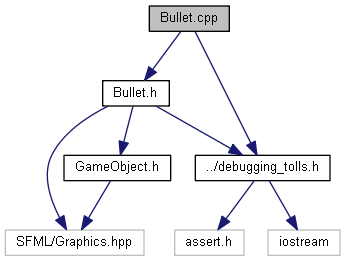 Bullet.cpp
Bullet.h
GameObject.h
../debugging_tolls.h
SFML/Graphics.hpp
assert.h
iostream